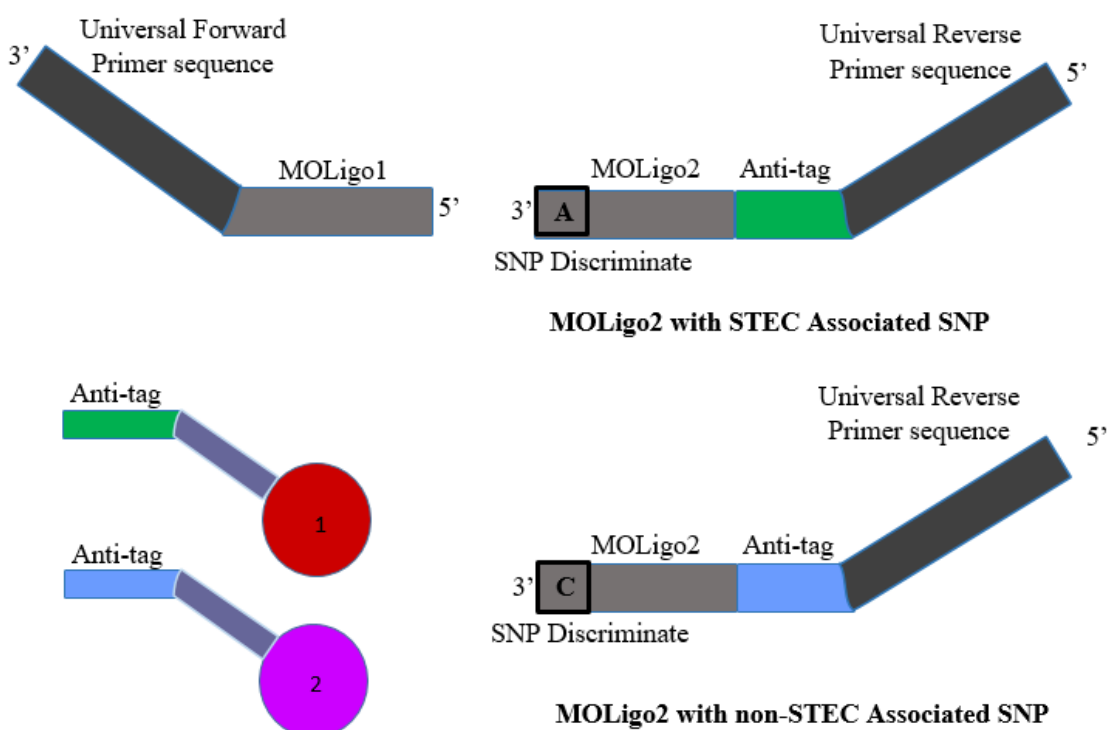 Universal Forward
Primer sequence
3’
MOLigo1
5’
Universal Reverse
Primer sequence
5’
MOLigo2
Anti-tag
3’
A
SNP Discriminate
MOLigo2 with STEC Associated SNP
Anti-tag
1
Anti-tag
2
Universal Reverse
Primer sequence
5’
MOLigo2
Anti-tag
3’
C
SNP Discriminate
MOLigo2 with non-STEC Associated SNP